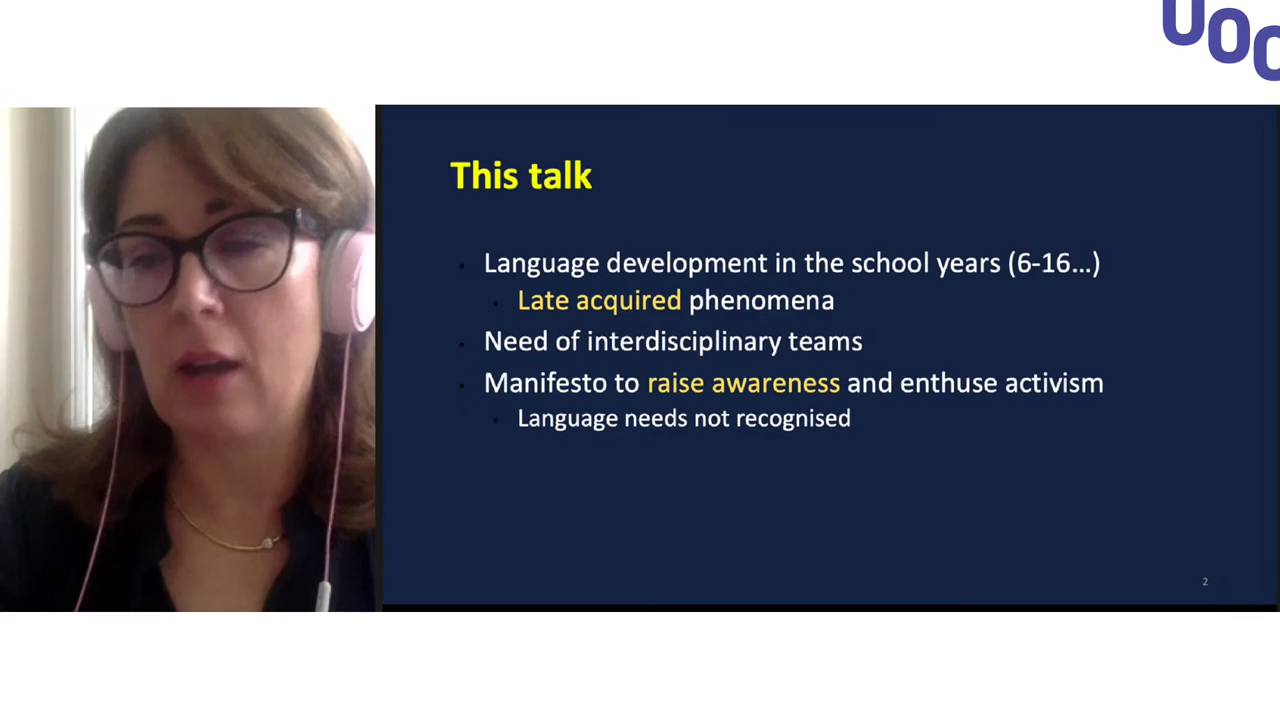 UOC
This talk
Language development in the school years (6-16...)
Late acquired phenomena
Need of interdisciplinary teams
Manifesto to raise awareness and enthuse activism
Language needs not recognised
2